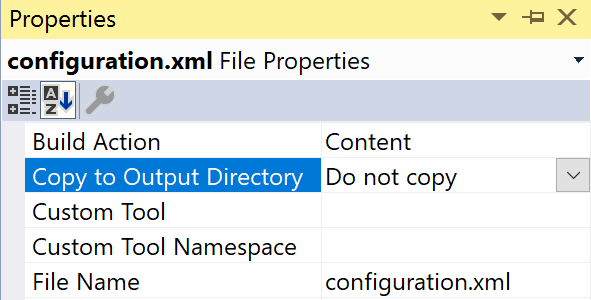 Properties
configuration.xml File Properties
A
Z
Build Action Content
Copy to Output Directory Do not copy
Custom Tool
Custom Tool Namespace
File Name configuration.xml